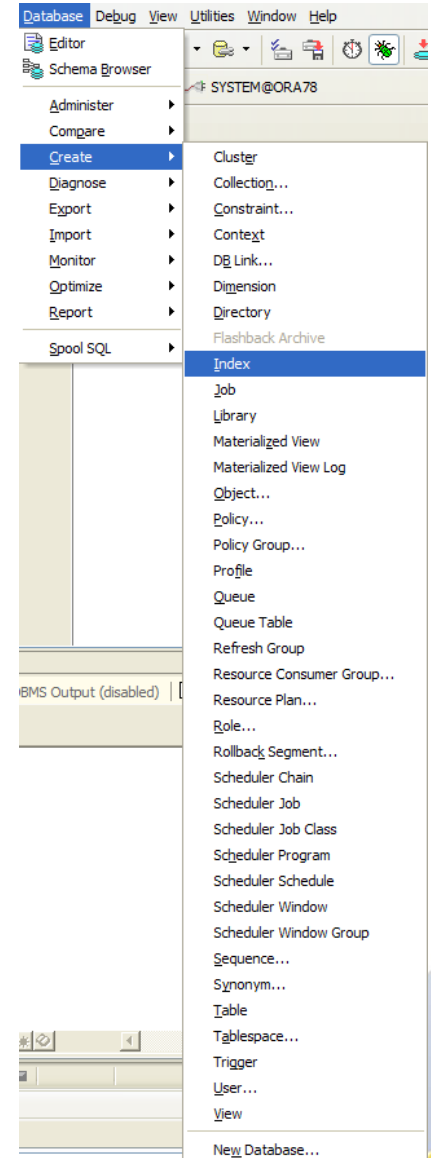 Database Debug View Utilities Window Help
Editor
Schema Browser
SYSTEM@ORA78
Administer
Compare
Create
Diagnose
Export
Import
Monitor
Optimize
Report
Spool SQL
Cluster
Collection...
Constraint...
Context
DB Link...
Dimension
Directory
Flashback Archive
Index
Job
Library
Materialized View
Materialized View Log
Object...
Policy...
Policy Group...
Profile
Queue
Queue Table
Refresh Group
Resource Consumer Group...
Resource Plan...
Role...
Rollback Segment...
Scheduler Chain
Scheduler Job
Scheduler Job Class
Scheduler Program
Scheduler Schedule
Scheduler Window
Scheduler Window Group
Sequence...
Synonym...
Table
Tablespace...
Trigger
User...
View
New Database...
BMS Output (disabled)